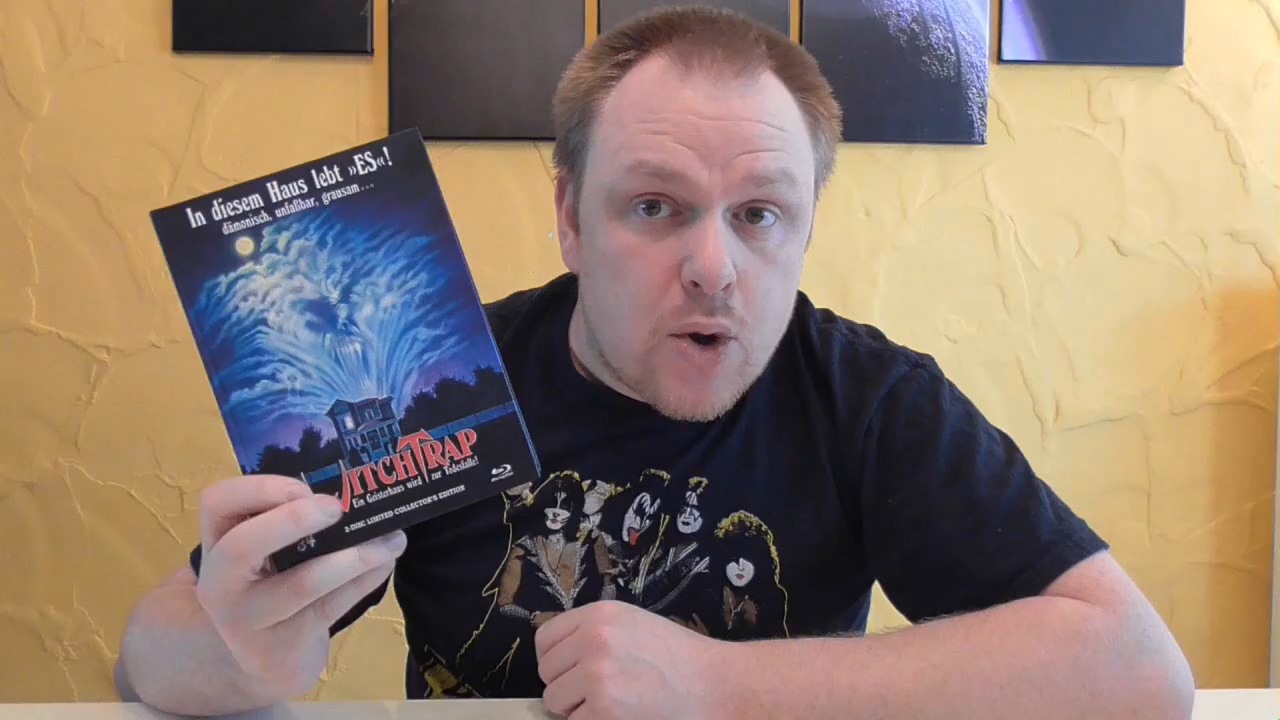 In diesem Haus lebt »ES«!
dämonisch, unfaßbar, grausam...
WITCHTRAP
Ein Geisterhaus wird zur Todesfalle!
2-DISC LIMITED COLLECTOR'S EDITION